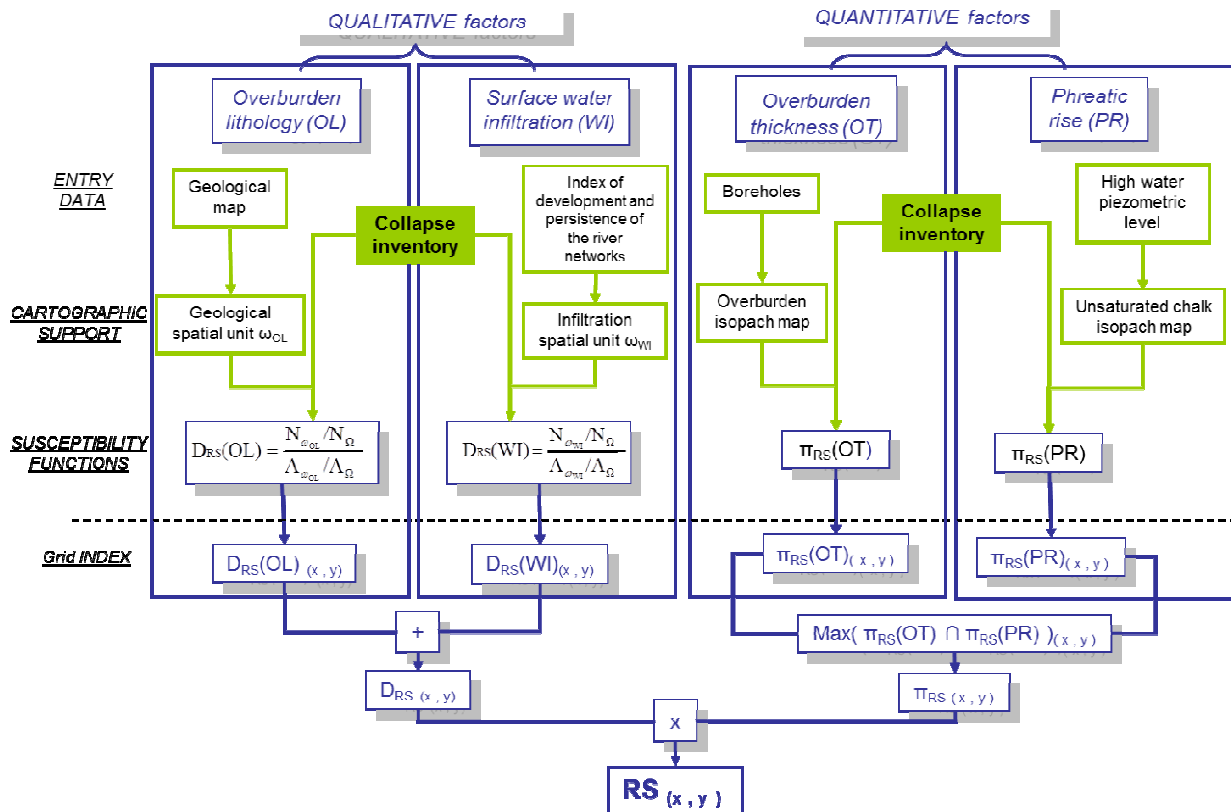 QUALITATIVE factors
QUANTITATIVE factors
Overburden
lithology (OL)
Surface water
infiltration (WI)
Overburden
thickness (OT)
Phreatic
rise (PR)
ENTRY
DATA
Geological
map
Collapse
inventory
Index of
development and
persistence of
the river
networks
Boreholes
Collapse
inventory
High water
piezometric
level
CARTOGRAPHIC
SUPPORT
Geological
spatial unit ω_OL
Infiltration
spatial unit ω_WI
Overburden
isopach map
Unsaturated chalk
isopach map
SUSCEPTIBILITY
FUNCTIONS
D_RS(OL) = (N_ω_OL/N_Ω)/(Λ_ω_OL/Λ_Ω)
D_RS(WI) = (N_ω_WI/N_Ω)/(Λ_ω_WI/Λ_Ω)
π_RS(OT)
π_RS(PR)
Grid INDEX
D_RS(OL) (x , y)
D_RS(WI)(x , y)
π_RS(OT)(x , y)
π_RS(PR)(x , y)
+
Max( π_RS(OT) ∩ π_RS(PR) )(x , y)
D_RS (x , y)
π_RS (x , y)
x
RS (x , y)